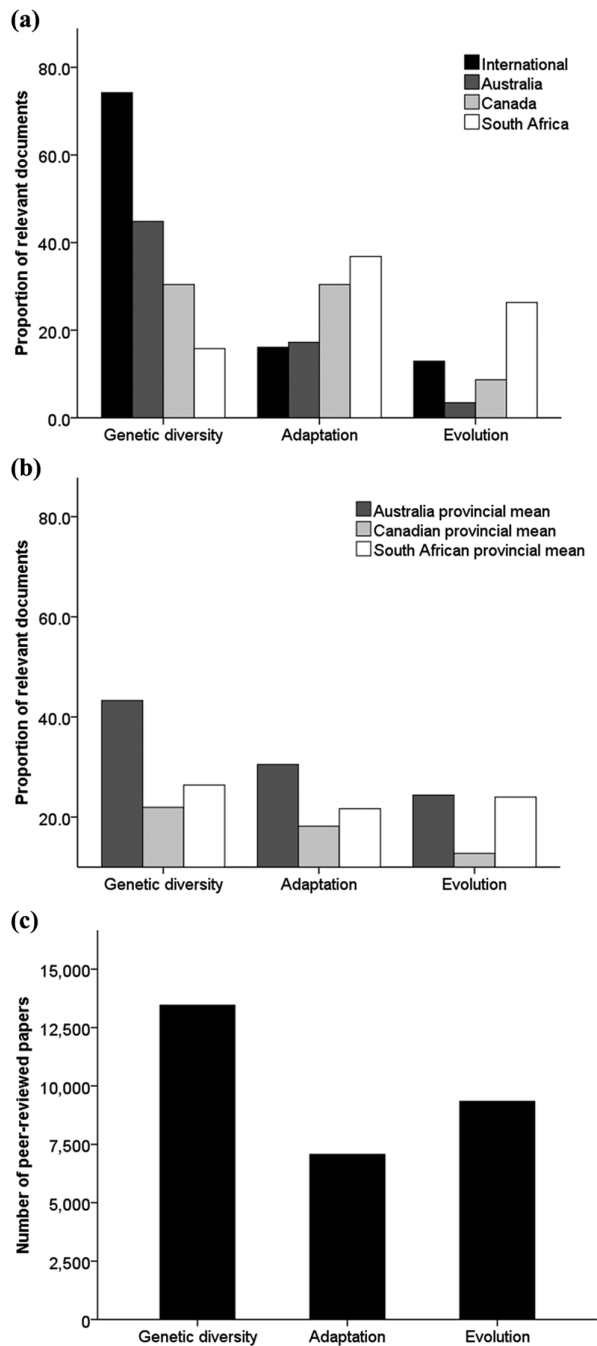 (a)
Proportion of relevant documents
80.0
60.0
40.0
20.0
0.0
International
Australia
Canada
South Africa
Genetic diversity
Adaptation
Evolution
(b)
Proportion of relevant documents
80.0
60.0
40.0
20.0
Australia provincial mean
Canadian provincial mean
South African provincial mean
Genetic diversity
Adaptation
Evolution
(c)
Number of peer-reviewed papers
15,000
12,500
10,000
7,500
5,000
2,500
0
Genetic diversity
Adaptation
Evolution